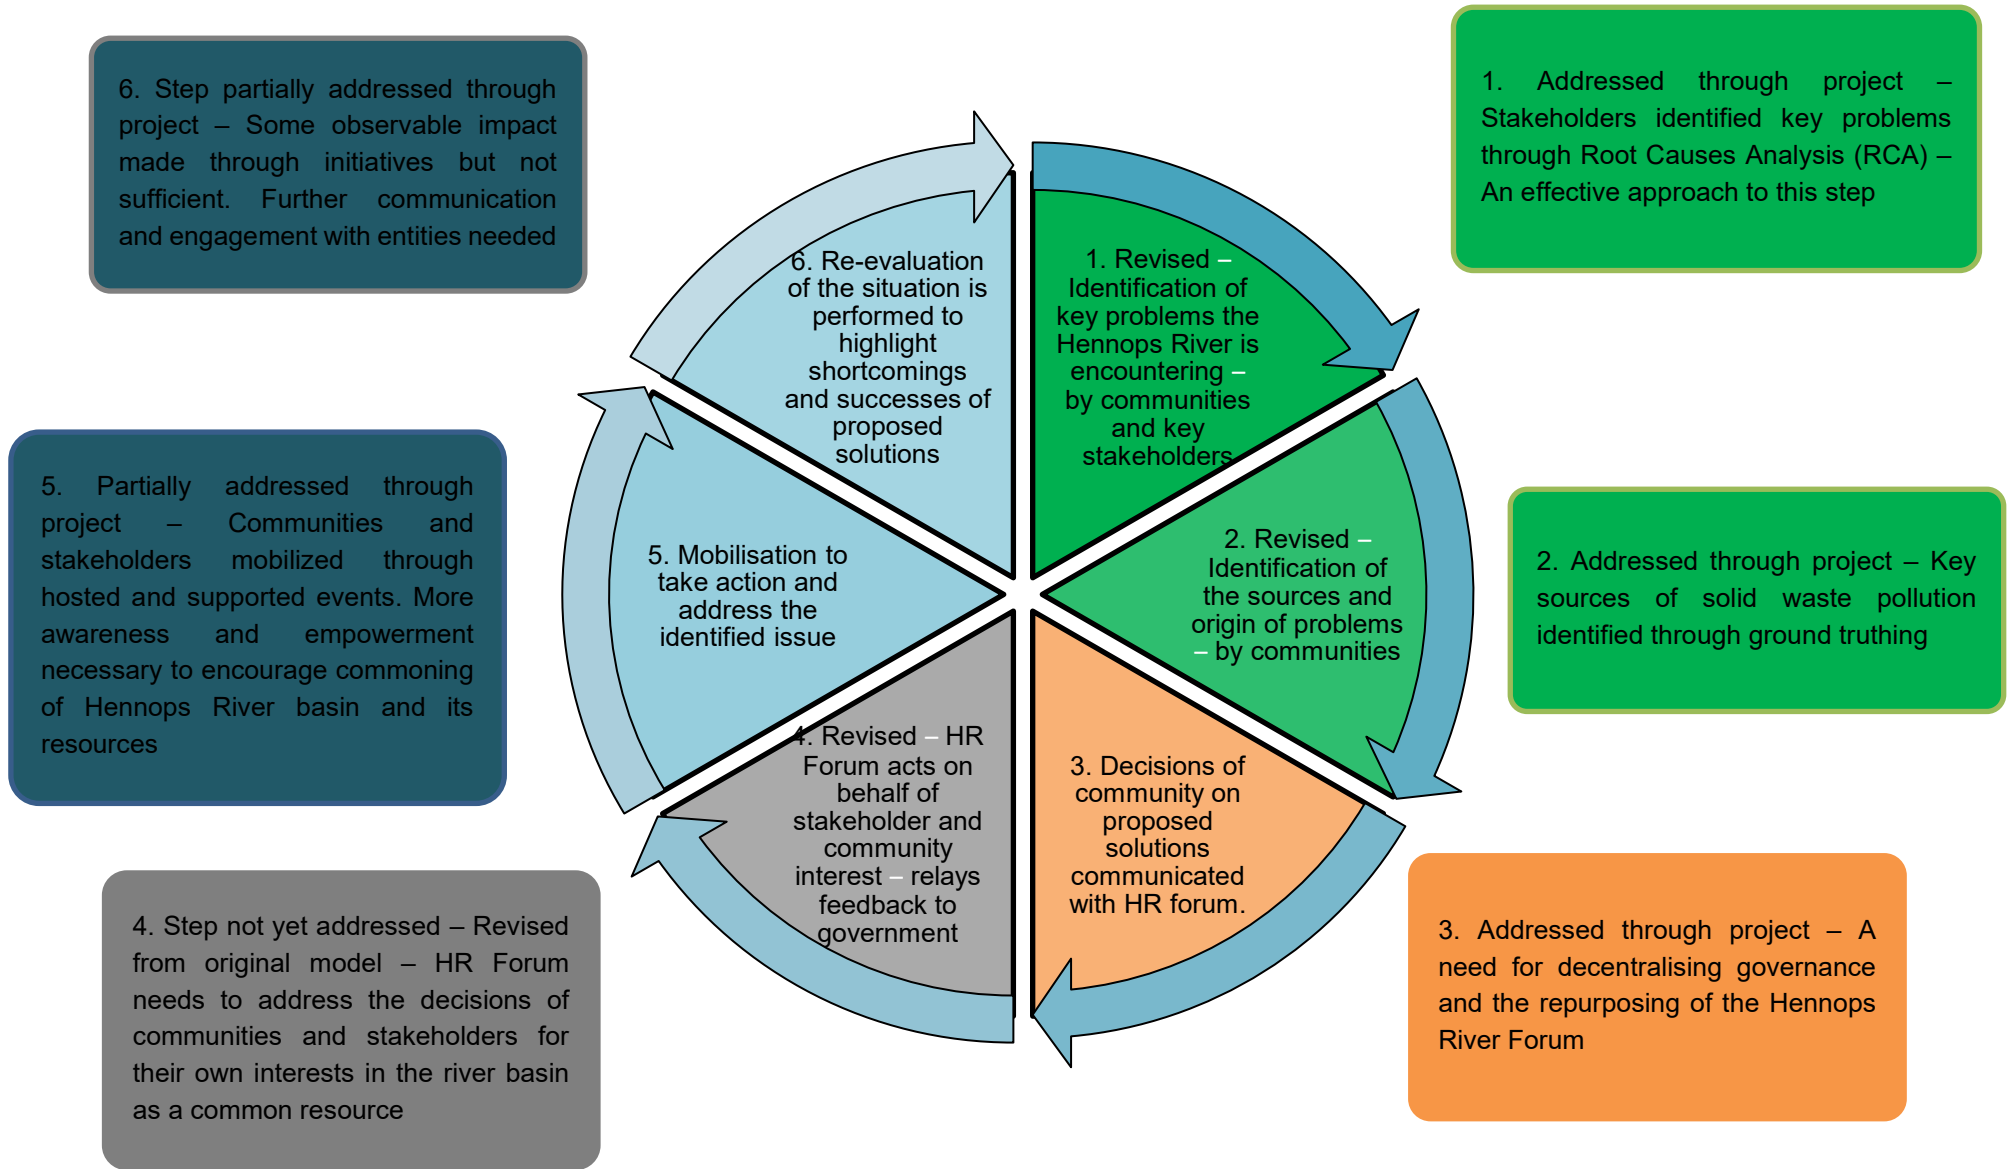 6. Step partially addressed through
project – Some observable impact
made through initiatives but not
sufficient. Further communication
and engagement with entities needed
1. Addressed through project –
Stakeholders identified key problems
through Root Causes Analysis (RCA) –
An effective approach to this step
6. Re-evaluation
of the situation is
performed to
highlight
shortcomings
and successes of
proposed
solutions
1. Revised –
Identification of
key problems the
Hennops River is
encountering –
by communities
and key
stakeholders
5. Partially addressed through
project – Communities and
stakeholders mobilized through
hosted and supported events. More
awareness and empowerment
necessary to encourage commoning
of Hennops River basin and its
resources
5. Mobilisation to
take action and
address the
identified issue
2. Revised –
Identification of
the sources and
origin of problems
– by communities
2. Addressed through project – Key
sources of solid waste pollution
identified through ground truthing
4. Revised – HR
Forum acts on
behalf of
stakeholder and
community
interest – relays
feedback to
government
3. Decisions of
community on
proposed
solutions
communicated
with HR forum.
4. Step not yet addressed – Revised
from original model – HR Forum
needs to address the decisions of
communities and stakeholders for
their own interests in the river basin
as a common resource
3. Addressed through project – A
need for decentralising governance
and the repurposing of the Hennops
River Forum